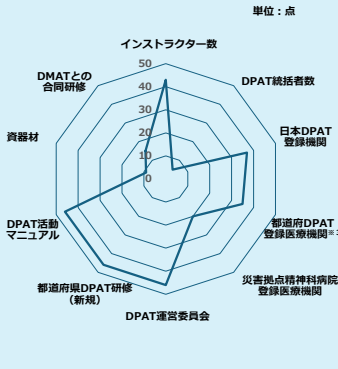 単位：点
インストラクター数
DPAT統括者数
日本DPAT
登録機関
都道府DPAT
登録医療機関※
災害拠点精神科病院
登録医療機関
DPAT運営委員会
都道府県DPAT研修
（新規）
DPAT活動
マニュアル
資器材
DMATとの
合同研修
50
40
30
20
10
0